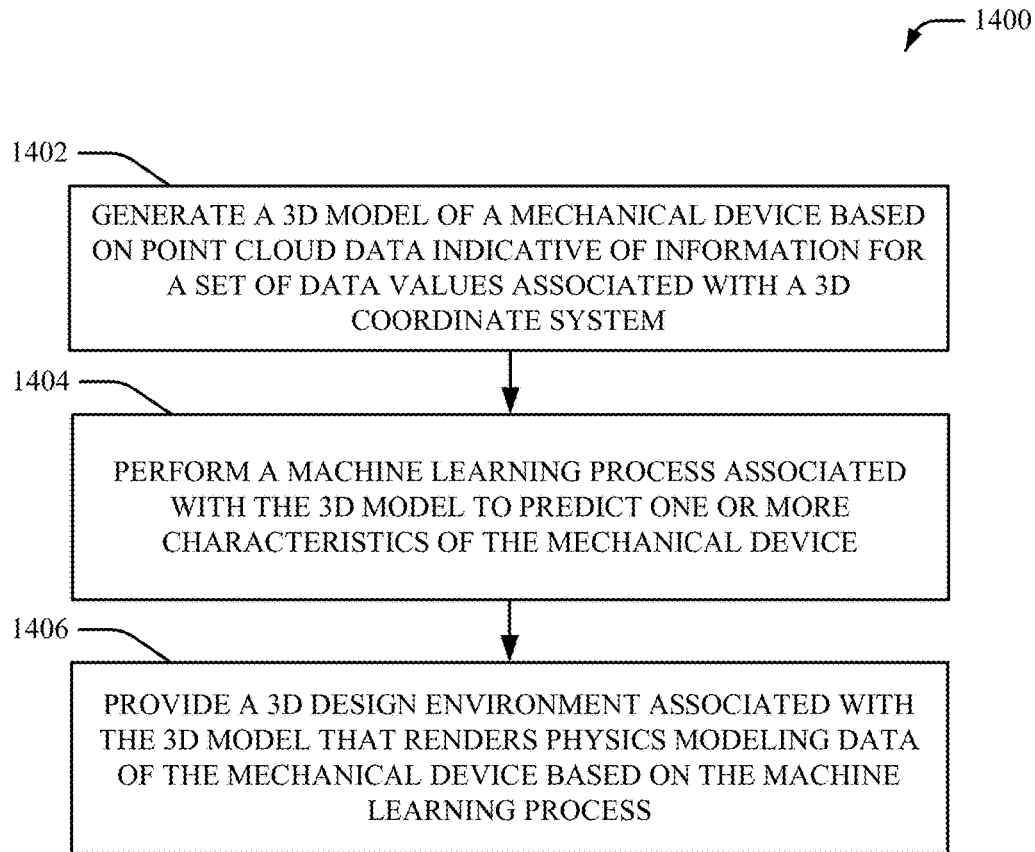 1400
1402
GENERATE A 3D MODEL OF A MECHANICAL DEVICE BASED
ON POINT CLOUD DATA INDICATIVE OF INFORMATION FOR
A SET OF DATA VALUES ASSOCIATED WITH A 3D
COORDINATE SYSTEM
1404
PERFORM A MACHINE LEARNING PROCESS ASSOCIATED
WITH THE 3D MODEL TO PREDICT ONE OR MORE
CHARACTERISTICS OF THE MECHANICAL DEVICE
1406
PROVIDE A 3D DESIGN ENVIRONMENT ASSOCIATED WITH
THE 3D MODEL THAT RENDERS PHYSICS MODELING DATA
OF THE MECHANICAL DEVICE BASED ON THE MACHINE
LEARNING PROCESS